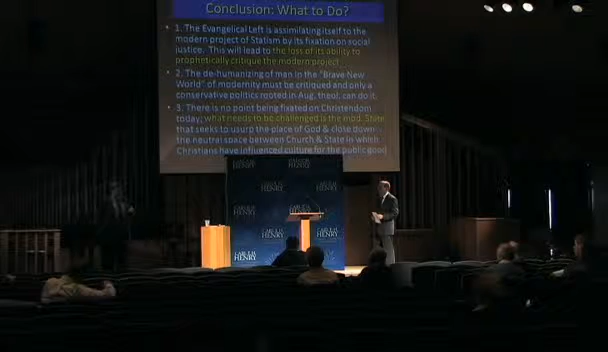 Conclusion: What to Do?
• 1. The Evangelical Left is assimilating itself to the
modern project of Statism by its fixation on social
justice. This will lead to the loss of its ability to
prophetically critique the modern project
• 2. The de-humanizing of man in the "Brave New
World" of modernity must be critiqued and only a
conservative politics rooted in Aug. theol. can do it.
• 3. There is no point being fixated on Christendom
today; what needs to be challenged is the mod. State
that seeks to usurp the place of God & close down
the neutral space between Church & State in which
Christians have influenced culture for the public good
CARL F. H.
HENRY
CARL F. H.
HENRY